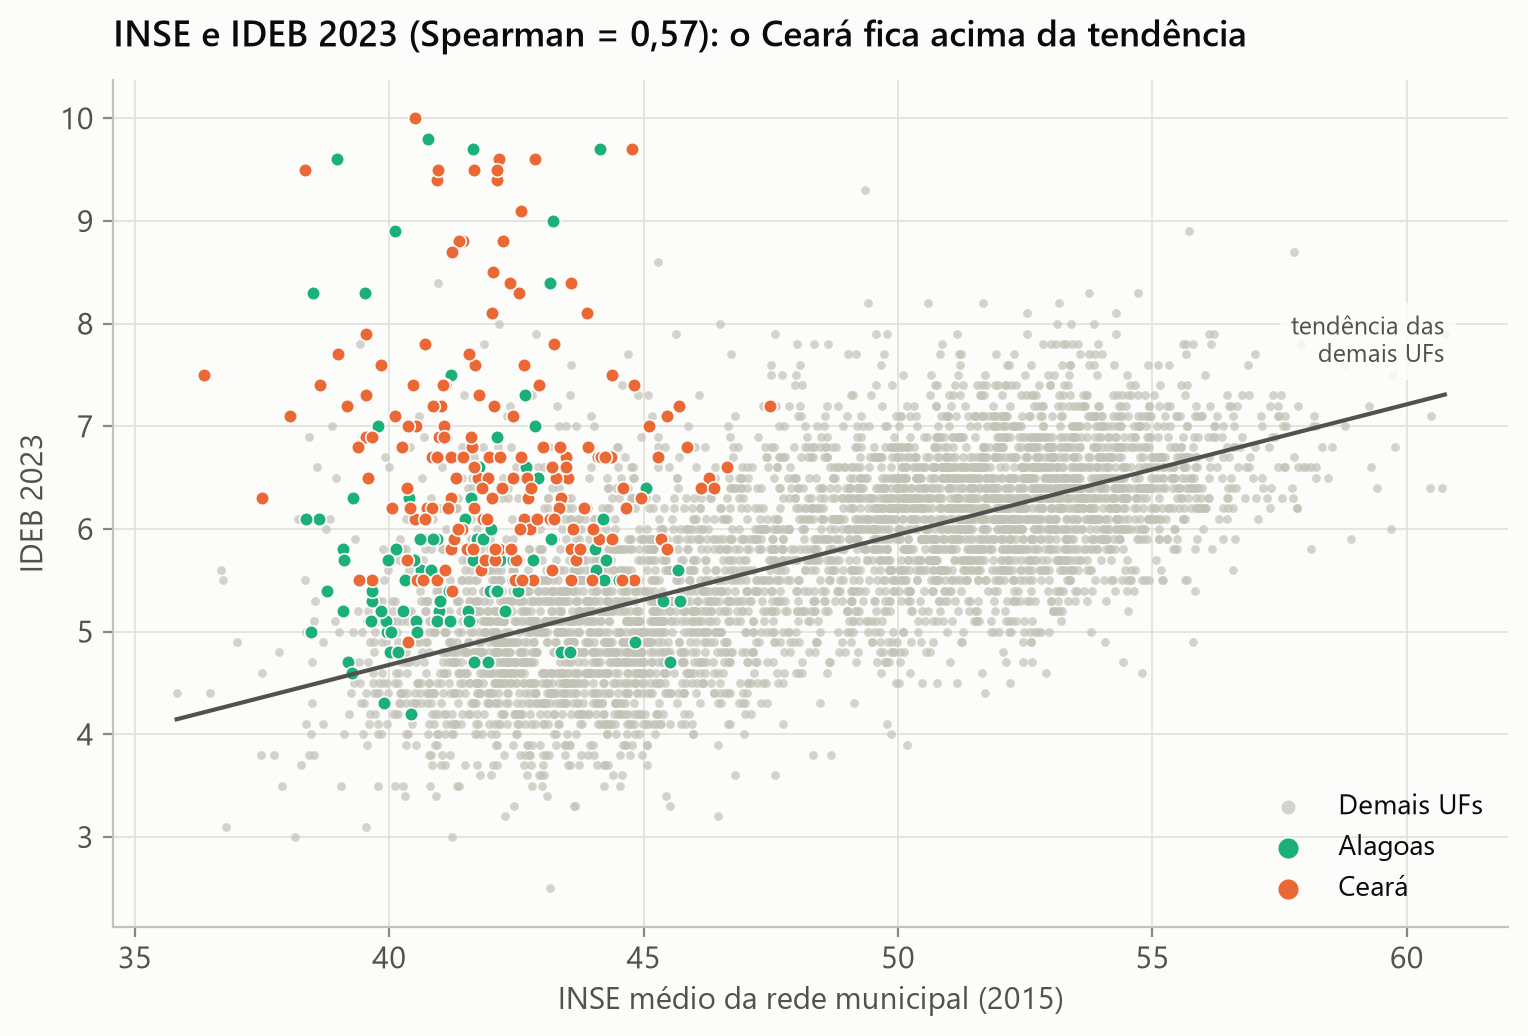 INSE e IDEB 2023 (Spearman = 0,57): o Ceará fica acima da tendência
10
9
8
7
6
5
4
3
IDEB 2023
tendência das
demais UFs
Demais UFs
Alagoas
Ceará
35
40
45
50
55
60
INSE médio da rede municipal (2015)